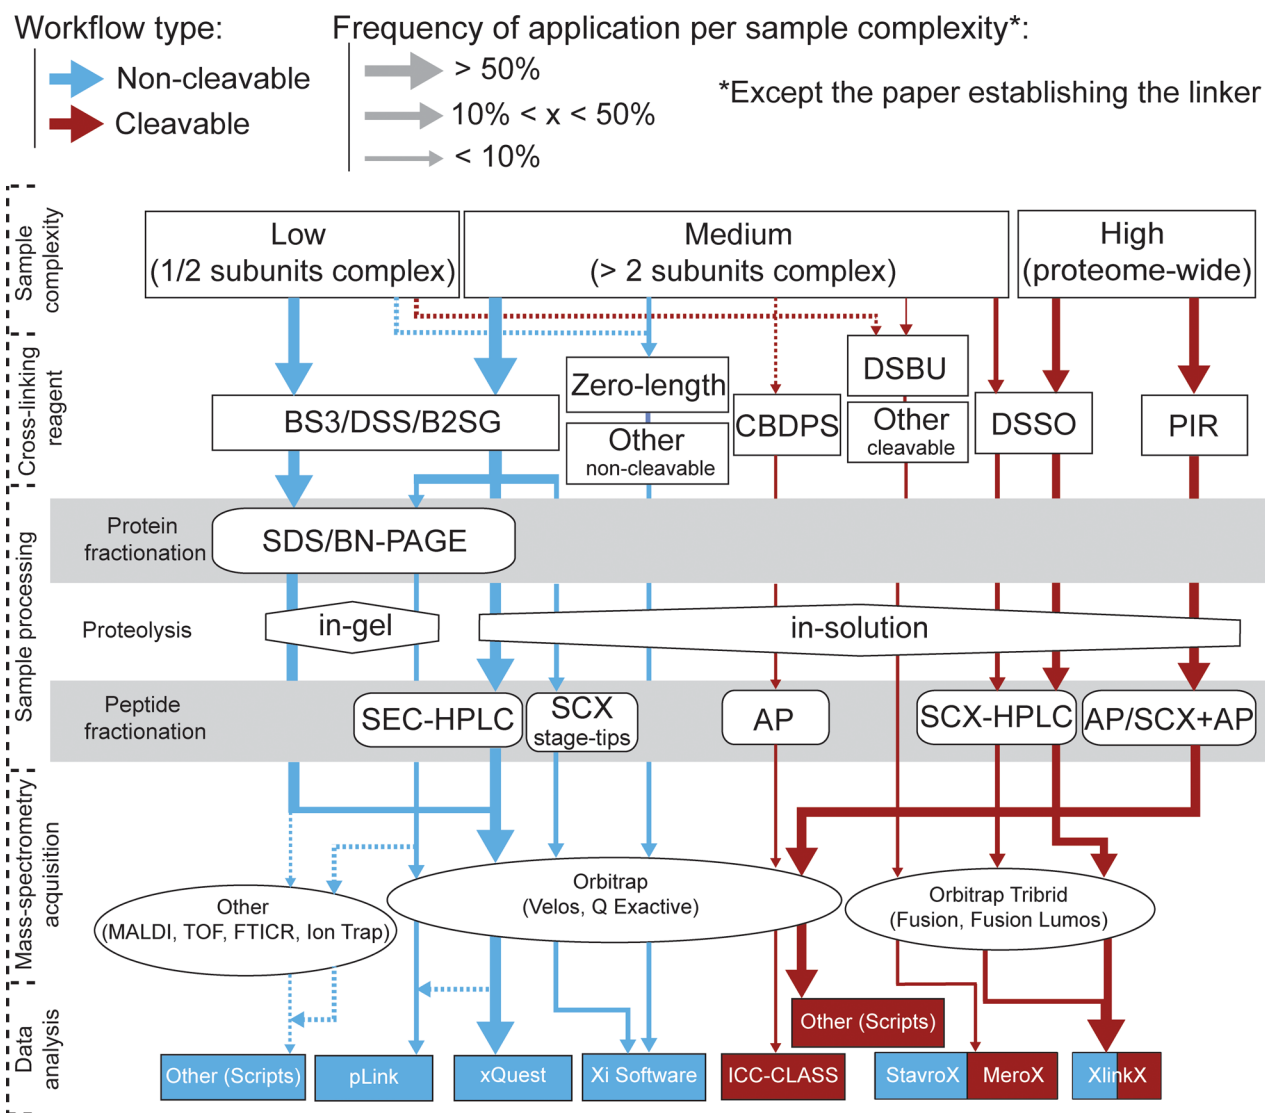 Workflow type:
Non-cleavable
Cleavable
Frequency of application per sample complexity*:
> 50%
10% < x < 50%
< 10%
*Except the paper establishing the linker
Sample
complexity
Low
(1/2 subunits complex)
Medium
(> 2 subunits complex)
High
(proteome-wide)
Cross-linking
reagent
BS3/DSS/B2SG
Zero-length
Other
non-cleavable
CBDPS
DSBU
Other
cleavable
DSSO
PIR
Sample processing
Protein
fractionation
SDS/BN-PAGE
Proteolysis
in-gel
in-solution
Peptide
fractionation
SEC-HPLC
SCX
stage-tips
AP
SCX-HPLC
AP/SCX+AP
Mass-spectrometry
acquisition
Other
(MALDI, TOF, FTICR, Ion Trap)
Orbitrap
(Velos, Q Exactive)
Orbitrap Tribrid
(Fusion, Fusion Lumos)
Data
analysis
Other (Scripts)
Other (Scripts)
pLink
xQuest
Xi Software
ICC-CLASS
StavroX
MeroX
XlinkX